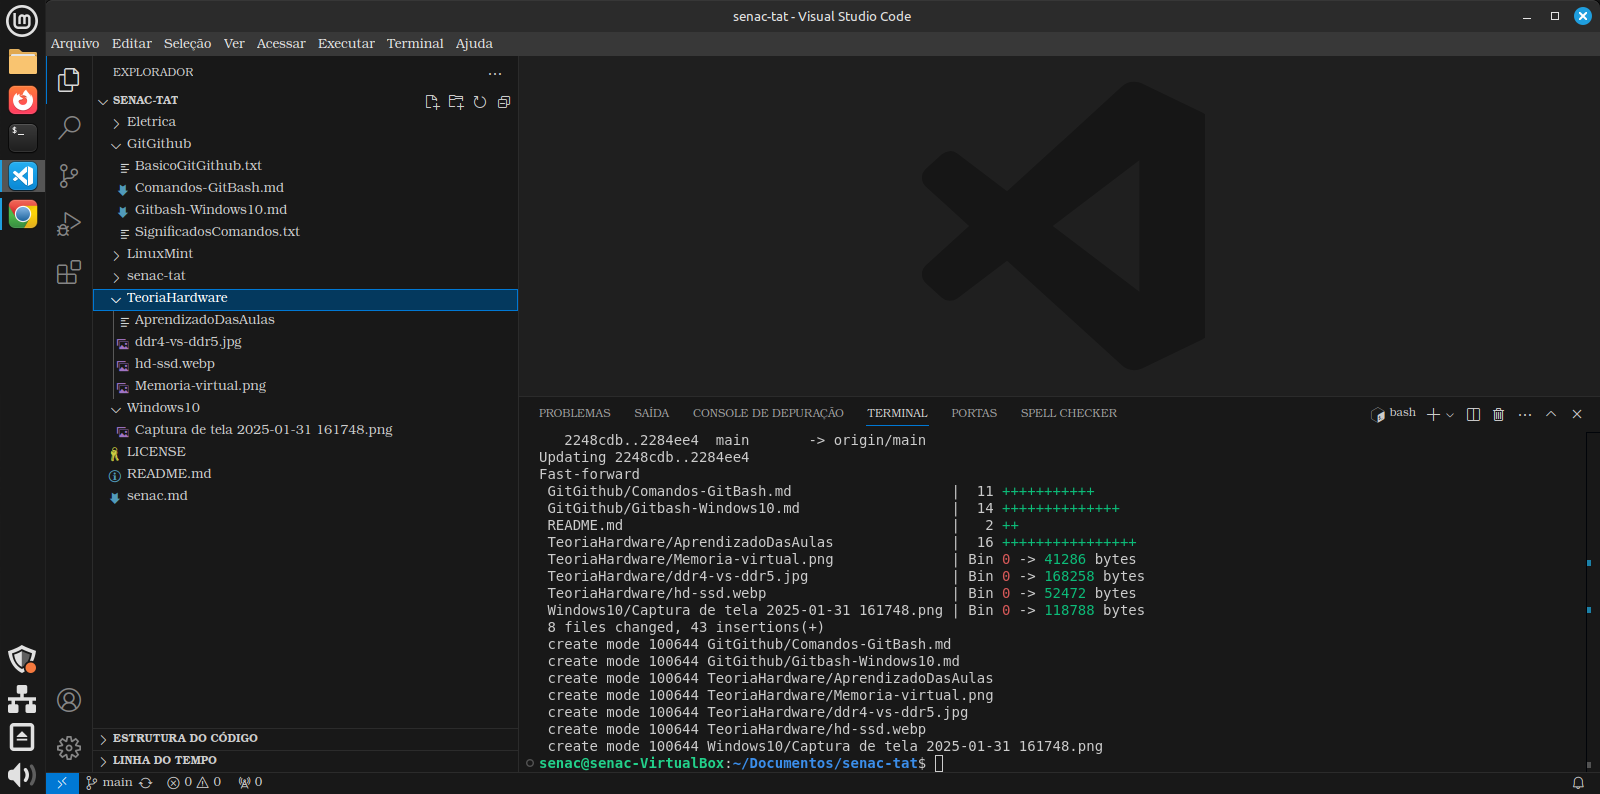 senac-tat - Visual Studio Code
Arquivo Editar Seleção Ver Acessar Executar Terminal Ajuda
EXPLORADOR
SENAC-TAT
Eletrica
GitGithub
BasicoGitGithub.txt
Comandos-GitBash.md
Gitbash-Windows10.md
SignificadosComandos.txt
LinuxMint
senac-tat
TeoriaHardware
AprendizadoDasAulas
ddr4-vs-ddr5.jpg
hd-ssd.webp
Memoria-virtual.png
Windows10
Captura de tela 2025-01-31 161748.png
LICENSE
README.md
senac.md
ESTRUTURA DO CÓDIGO
LINHA DO TEMPO
PROBLEMAS SAÍDA CONSOLE DE DEPURAÇÃO TERMINAL PORTAS SPELL CHECKER bash
2248cdb..2284ee4 main -> origin/main
Updating 2248cdb..2284ee4
Fast-forward
GitGithub/Comandos-GitBash.md | 11 +++++++++++
GitGithub/Gitbash-Windows10.md | 14 ++++++++++++++
README.md | 2 ++
TeoriaHardware/AprendizadoDasAulas | 16 ++++++++++++++++
TeoriaHardware/Memoria-virtual.png | Bin 0 -> 41286 bytes
TeoriaHardware/ddr4-vs-ddr5.jpg | Bin 0 -> 168258 bytes
TeoriaHardware/hd-ssd.webp | Bin 0 -> 52472 bytes
Windows10/Captura de tela 2025-01-31 161748.png | Bin 0 -> 118788 bytes
8 files changed, 43 insertions(+)
create mode 100644 GitGithub/Comandos-GitBash.md
create mode 100644 GitGithub/Gitbash-Windows10.md
create mode 100644 TeoriaHardware/AprendizadoDasAulas
create mode 100644 TeoriaHardware/Memoria-virtual.png
create mode 100644 TeoriaHardware/ddr4-vs-ddr5.jpg
create mode 100644 TeoriaHardware/hd-ssd.webp
create mode 100644 Windows10/Captura de tela 2025-01-31 161748.png
senac@senac-VirtualBox:~/Documentos/senac-tat$
main 0 0 0